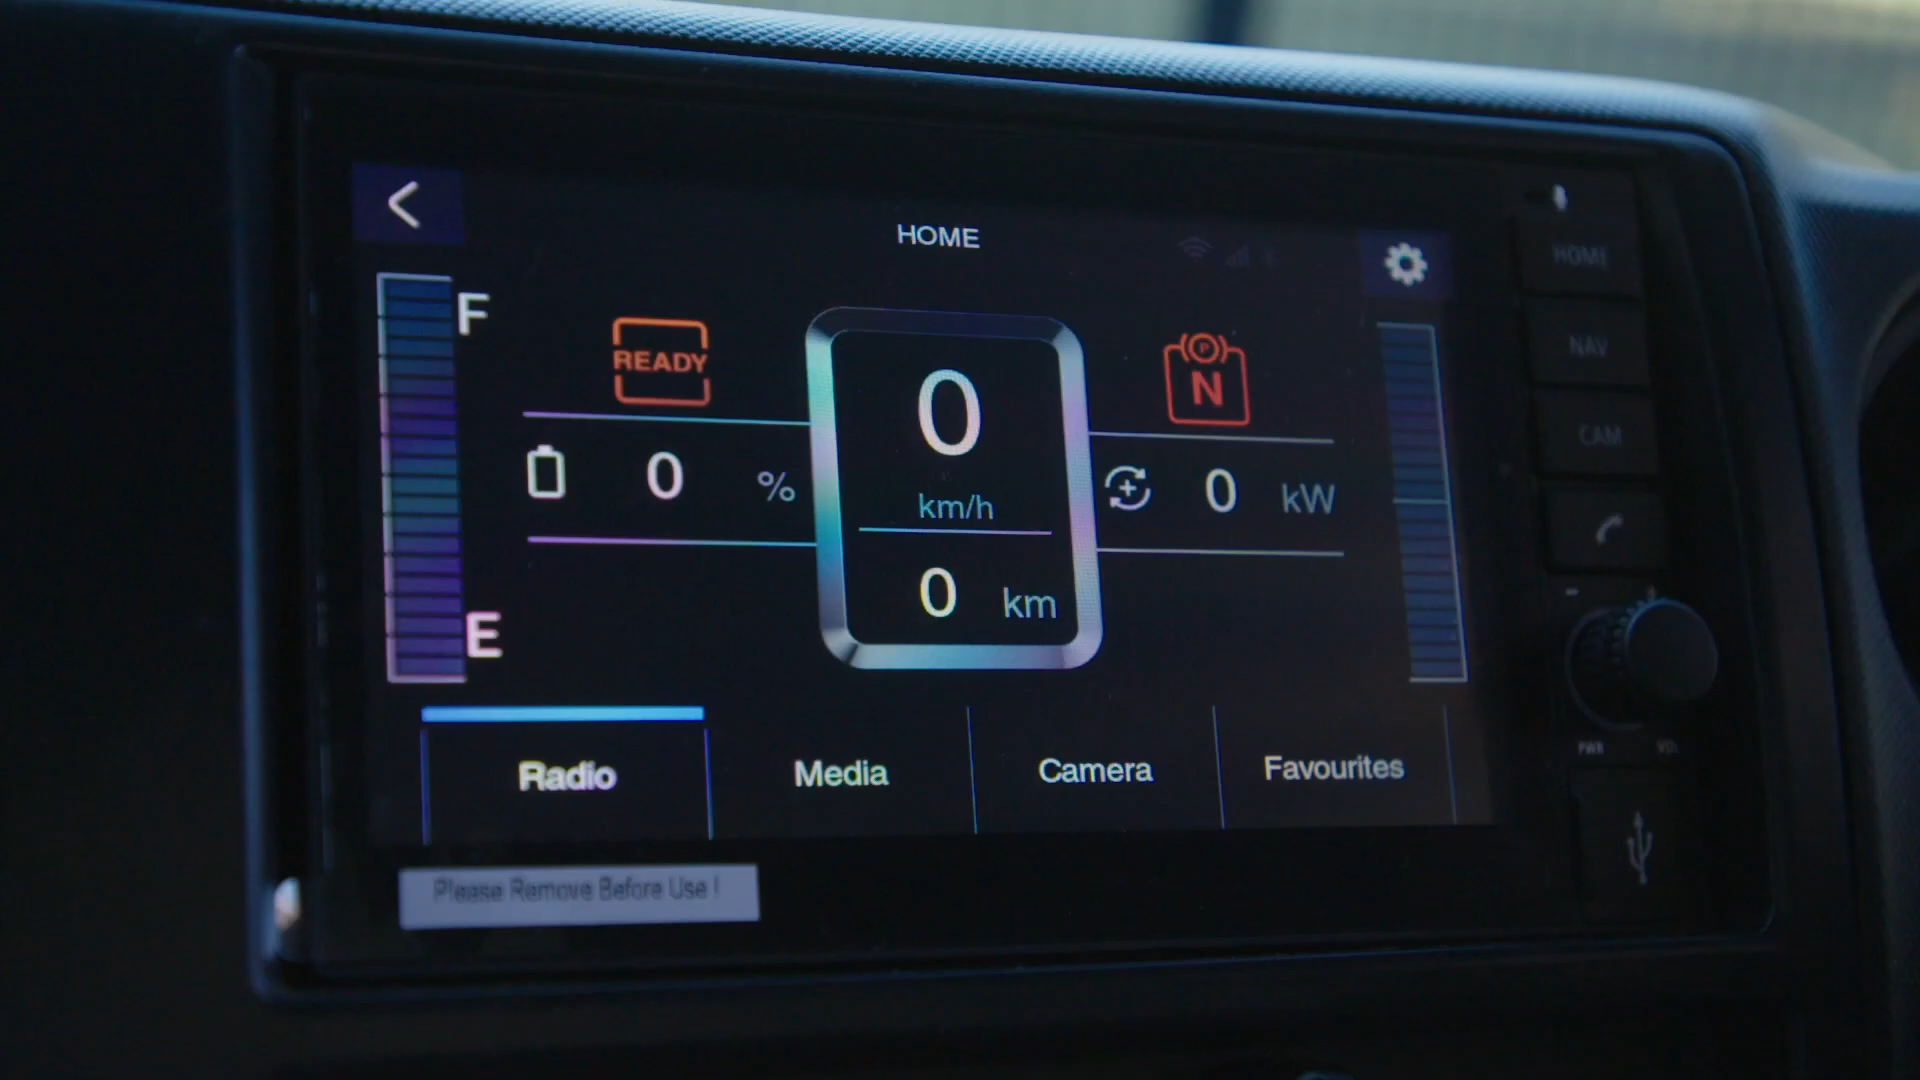 HOME
HOME
F
READY
P
N
0
NAV
0 %
km/h
0 kW
CAM
0 km
E
- +
PWR VOL
Radio Media Camera Favourites
Please Remove Before Use !